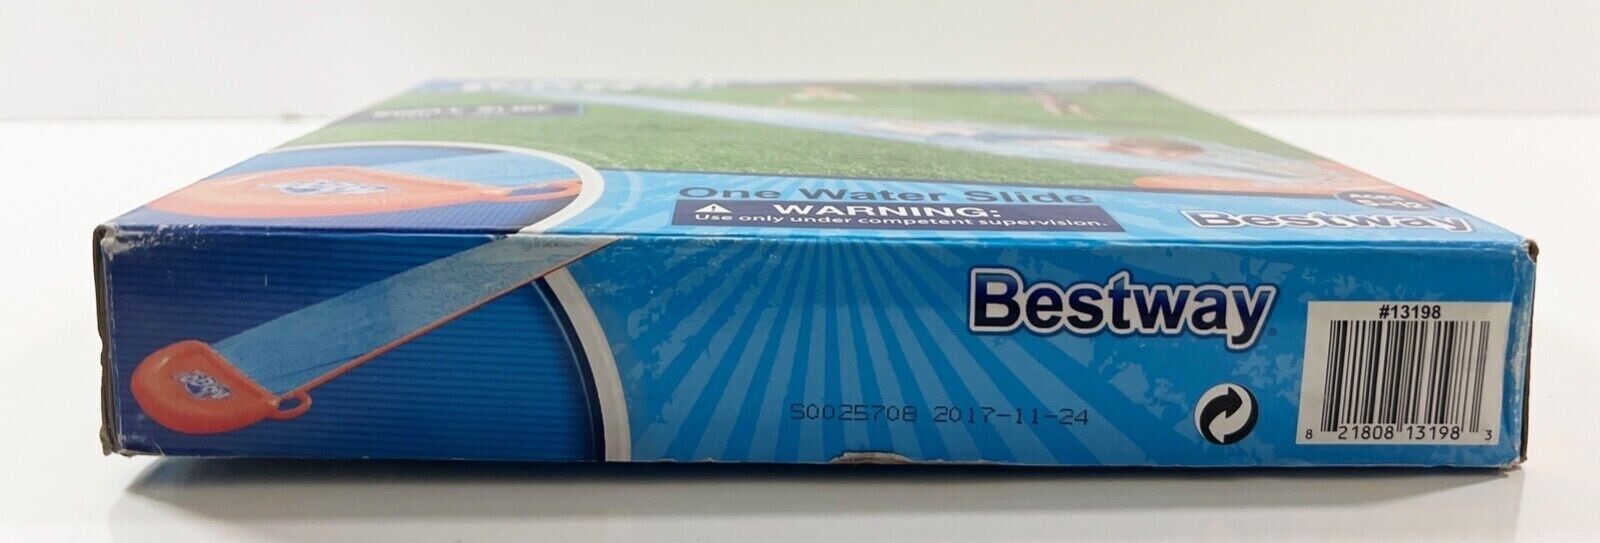 One Water Slide
WARNING:
Use only under competent supervision.
Bestway
Bestway
#13198
S0025708 2017-11-24
8 21808 13198 3